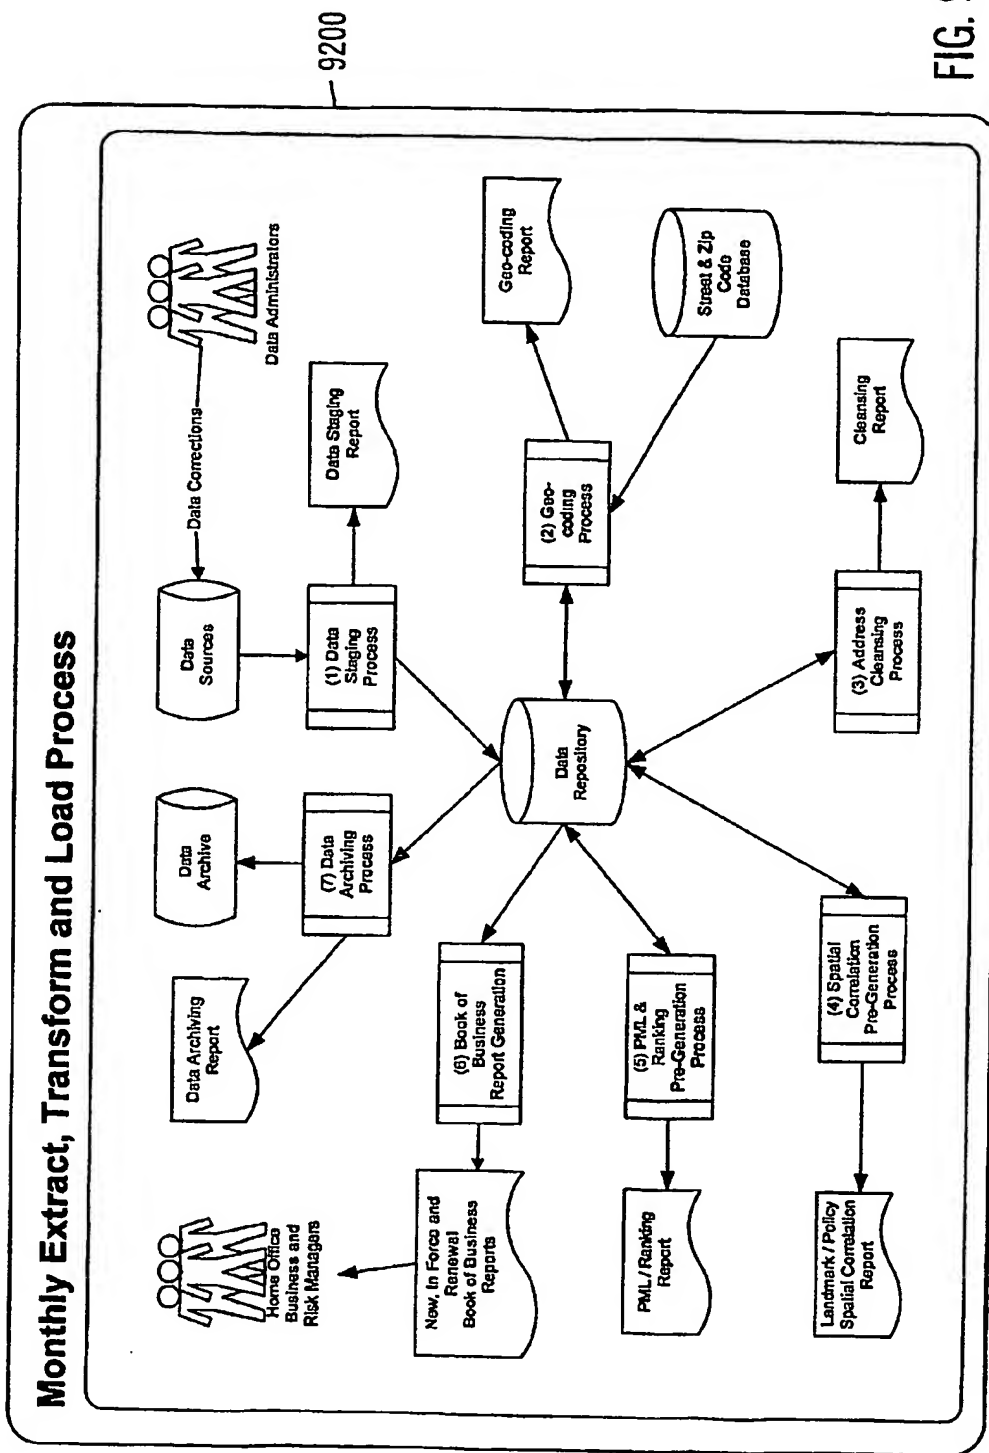 Monthly Extract, Transform and Load Process
9200
FIG.
Home Office
Business and
Risk Managers
Data Archiving
Report
Data
Archive
Data
Sources
Data Corrections
Data Administrators
(7) Data
Archiving
Process
(1) Data
Staging
Process
Data Staging
Report
New, In Force and
Renewal
Book of Business
Reports
(6) Book of
Business
Report Generation
Data
Repository
(2) Geo-
coding
Process
Geo-coding
Report
Street & Zip
Code
Database
PML / Ranking
Report
(5) PML &
Ranking
Pre-Generation
Process
Landmark / Policy
Spatial Correlation
Report
(4) Spatial
Correlation
Pre-Generation
Process
(3) Address
Cleansing
Process
Cleansing
Report